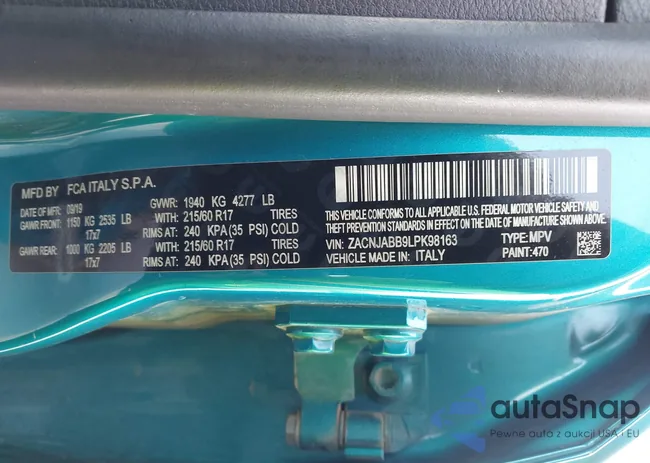 MFD BY FCA ITALY S.P.A.
DATE OF MFR: 09/19 GVWR: 1940 KG 4277 LB
GAWR FRONT: 1150 KG 2535 LB WITH: 215/60 R17 TIRES
17x7 RIMS AT: 240 KPA (35 PSI) COLD
GAWR REAR: 1000 KG 2205 LB WITH: 215/60 R17 TIRES
17x7 RIMS AT: 240 KPA (35 PSI) COLD
THIS VEHICLE CONFORMS TO ALL APPLICABLE U.S. FEDERAL MOTOR VEHICLE SAFETY AND
THEFT PREVENTION STANDARDS IN EFFECT ON THE DATE OF MANUFACTURE SHOWN ABOVE.
VIN: ZACNJABB9LPK98163 TYPE: MPV
VEHICLE MADE IN: ITALY PAINT: 470
autaSnap
Pewne auta z aukcji USA i EU